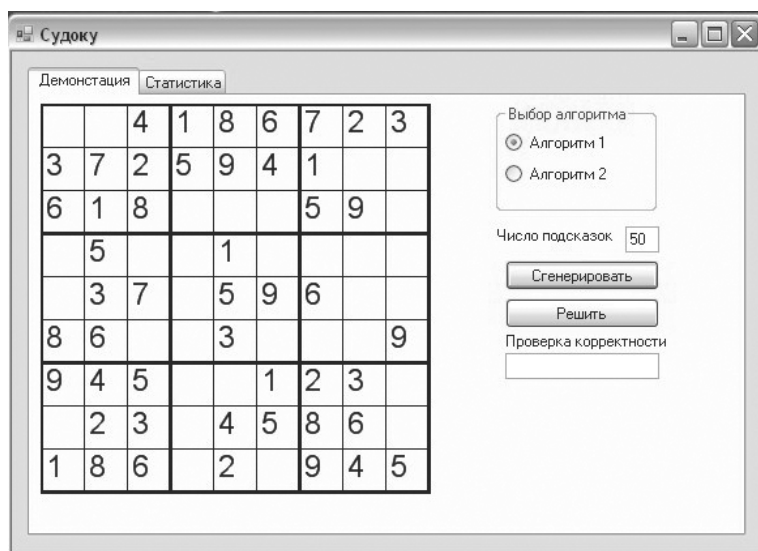 Судоку
Демонстация Статистика
4 1 8 6 7 2 3
3 7 2 5 9 4 1
6 1 8 5 9
5 1
3 7 5 9 6
8 6 3 9
9 4 5 1 2 3
2 3 4 5 8 6
1 8 6 2 9 4 5
Выбор алгоритма
Алгоритм 1
Алгоритм 2
Число подсказок 50
Сгенерировать
Решить
Проверка корректности